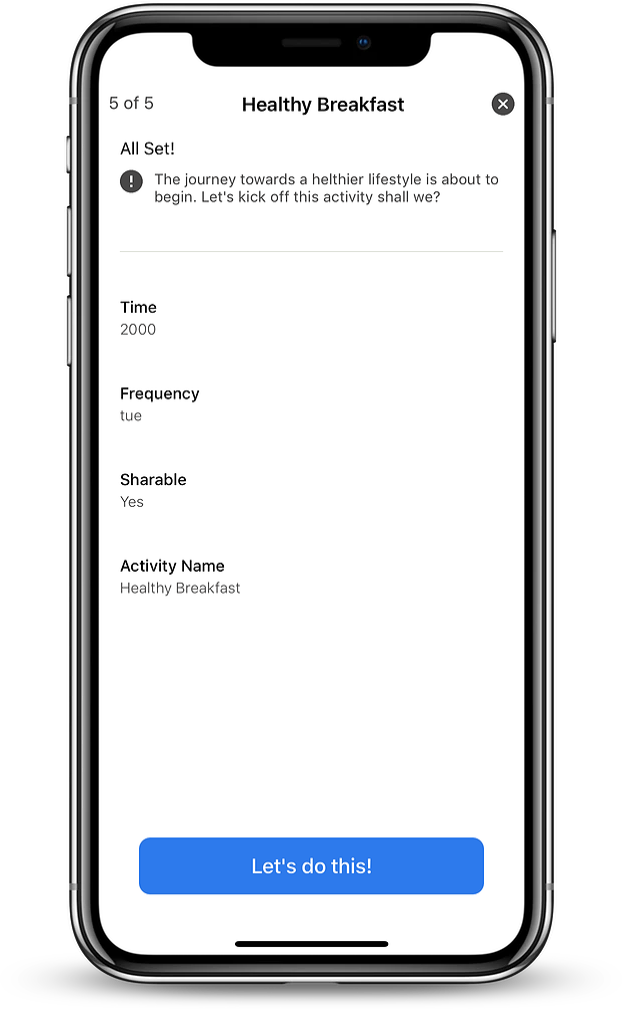 5 of 5
Healthy Breakfast
All Set!
The journey towards a helthier lifestyle is about to
begin. Let's kick off this activity shall we?
Time
2000
Frequency
tue
Sharable
Yes
Activity Name
Healthy Breakfast
Let's do this!